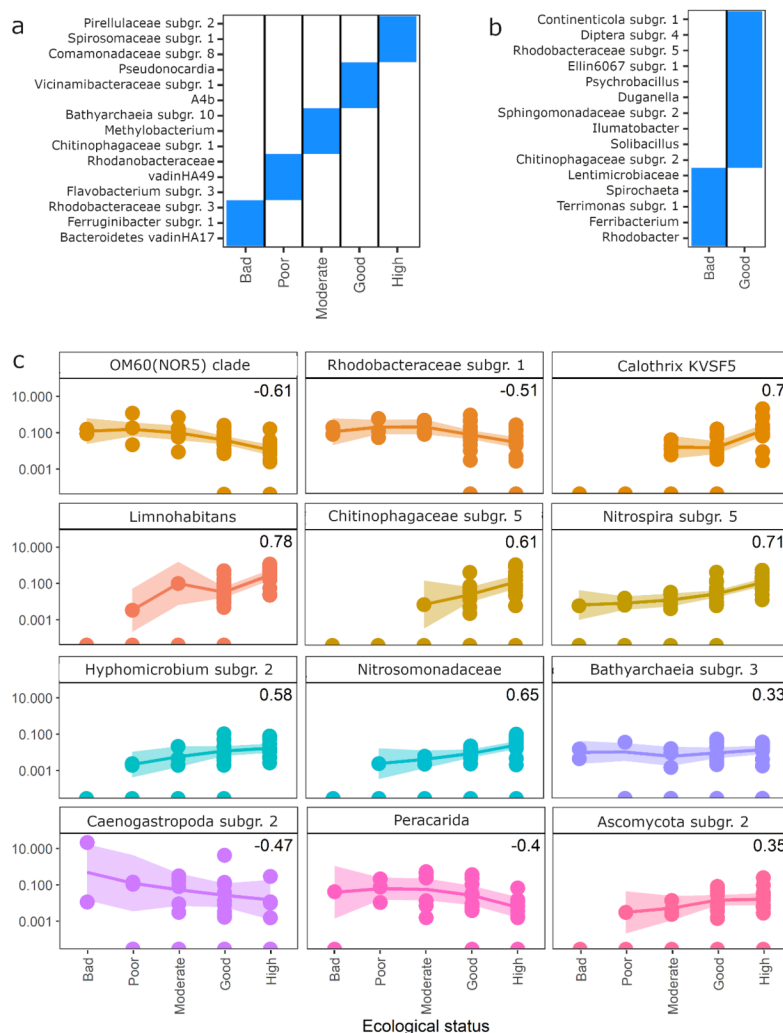 a
Pirellulaceae subgr. 2
Spirosomaceae subgr. 1
Comamonadaceae subgr. 8
Pseudonocardia
Vicinamibacteraceae subgr. 1
A4b
Bathyarchaeia subgr. 10
Methylobacterium
Chitinophagaceae subgr. 1
Rhodanobacteraceae
vadinHA49
Flavobacterium subgr. 3
Rhodobacteraceae subgr. 3
Ferruginibacter subgr. 1
Bacteroidetes vadinHA17
Bad
Poor
Moderate
Good
High
b
Continenticola subgr. 1
Diptera subgr. 4
Rhodobacteraceae subgr. 5
Ellin6067 subgr. 1
Psychrobacillus
Duganella
Sphingomonadaceae subgr. 2
Ilumatobacter
Solibacillus
Chitinophagaceae subgr. 2
Lentimicrobiaceae
Spirochaeta
Terrimonas subgr. 1
Ferribacterium
Rhodobacter
Bad
Good
c
OM60(NOR5) clade
Rhodobacteraceae subgr. 1
Calothrix KVSF5
-0.61
-0.51
0.7
10.000
0.100
0.001
Limnohabitans
Chitinophagaceae subgr. 5
Nitrospira subgr. 5
0.78
0.61
0.71
10.000
0.100
0.001
Hyphomicrobium subgr. 2
Nitrosomonadaceae
Bathyarchaeia subgr. 3
0.58
0.65
0.33
10.000
0.100
0.001
Caenogastropoda subgr. 2
Peracarida
Ascomycota subgr. 2
-0.47
-0.4
0.35
10.000
0.100
0.001
Bad
Poor
Moderate
Good
High
Bad
Poor
Moderate
Good
High
Bad
Poor
Moderate
Good
High
Ecological status